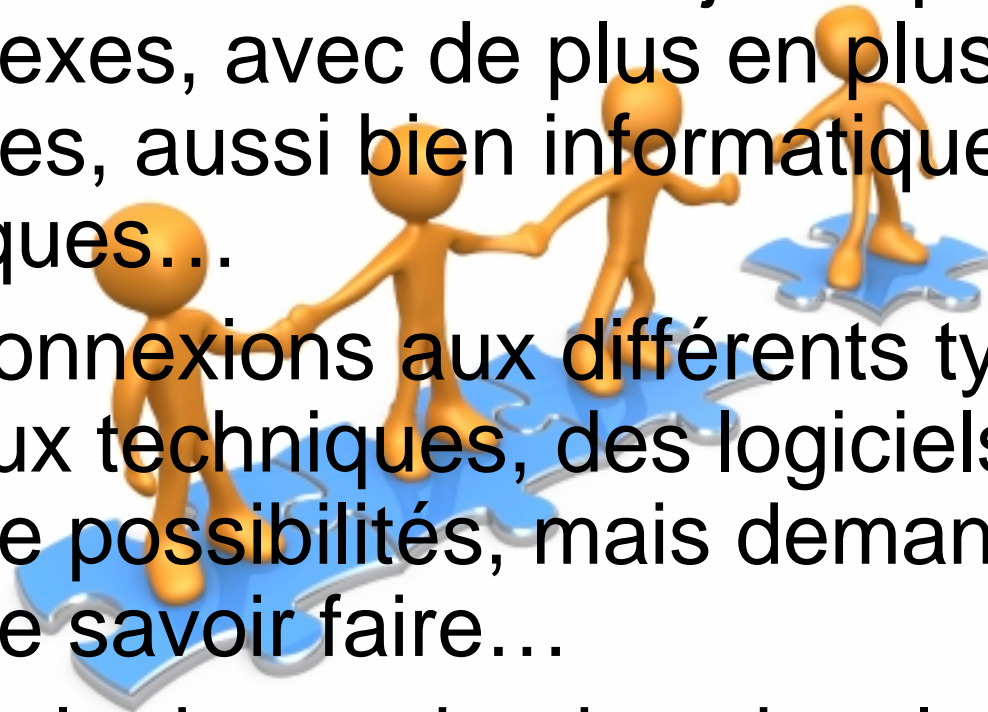 exes, avec de plus en plus
es, aussi bien informatique
ques…
onnexions aux différents ty
ux techniques, des logiciels
e possibilités, mais deman
e savoir faire…